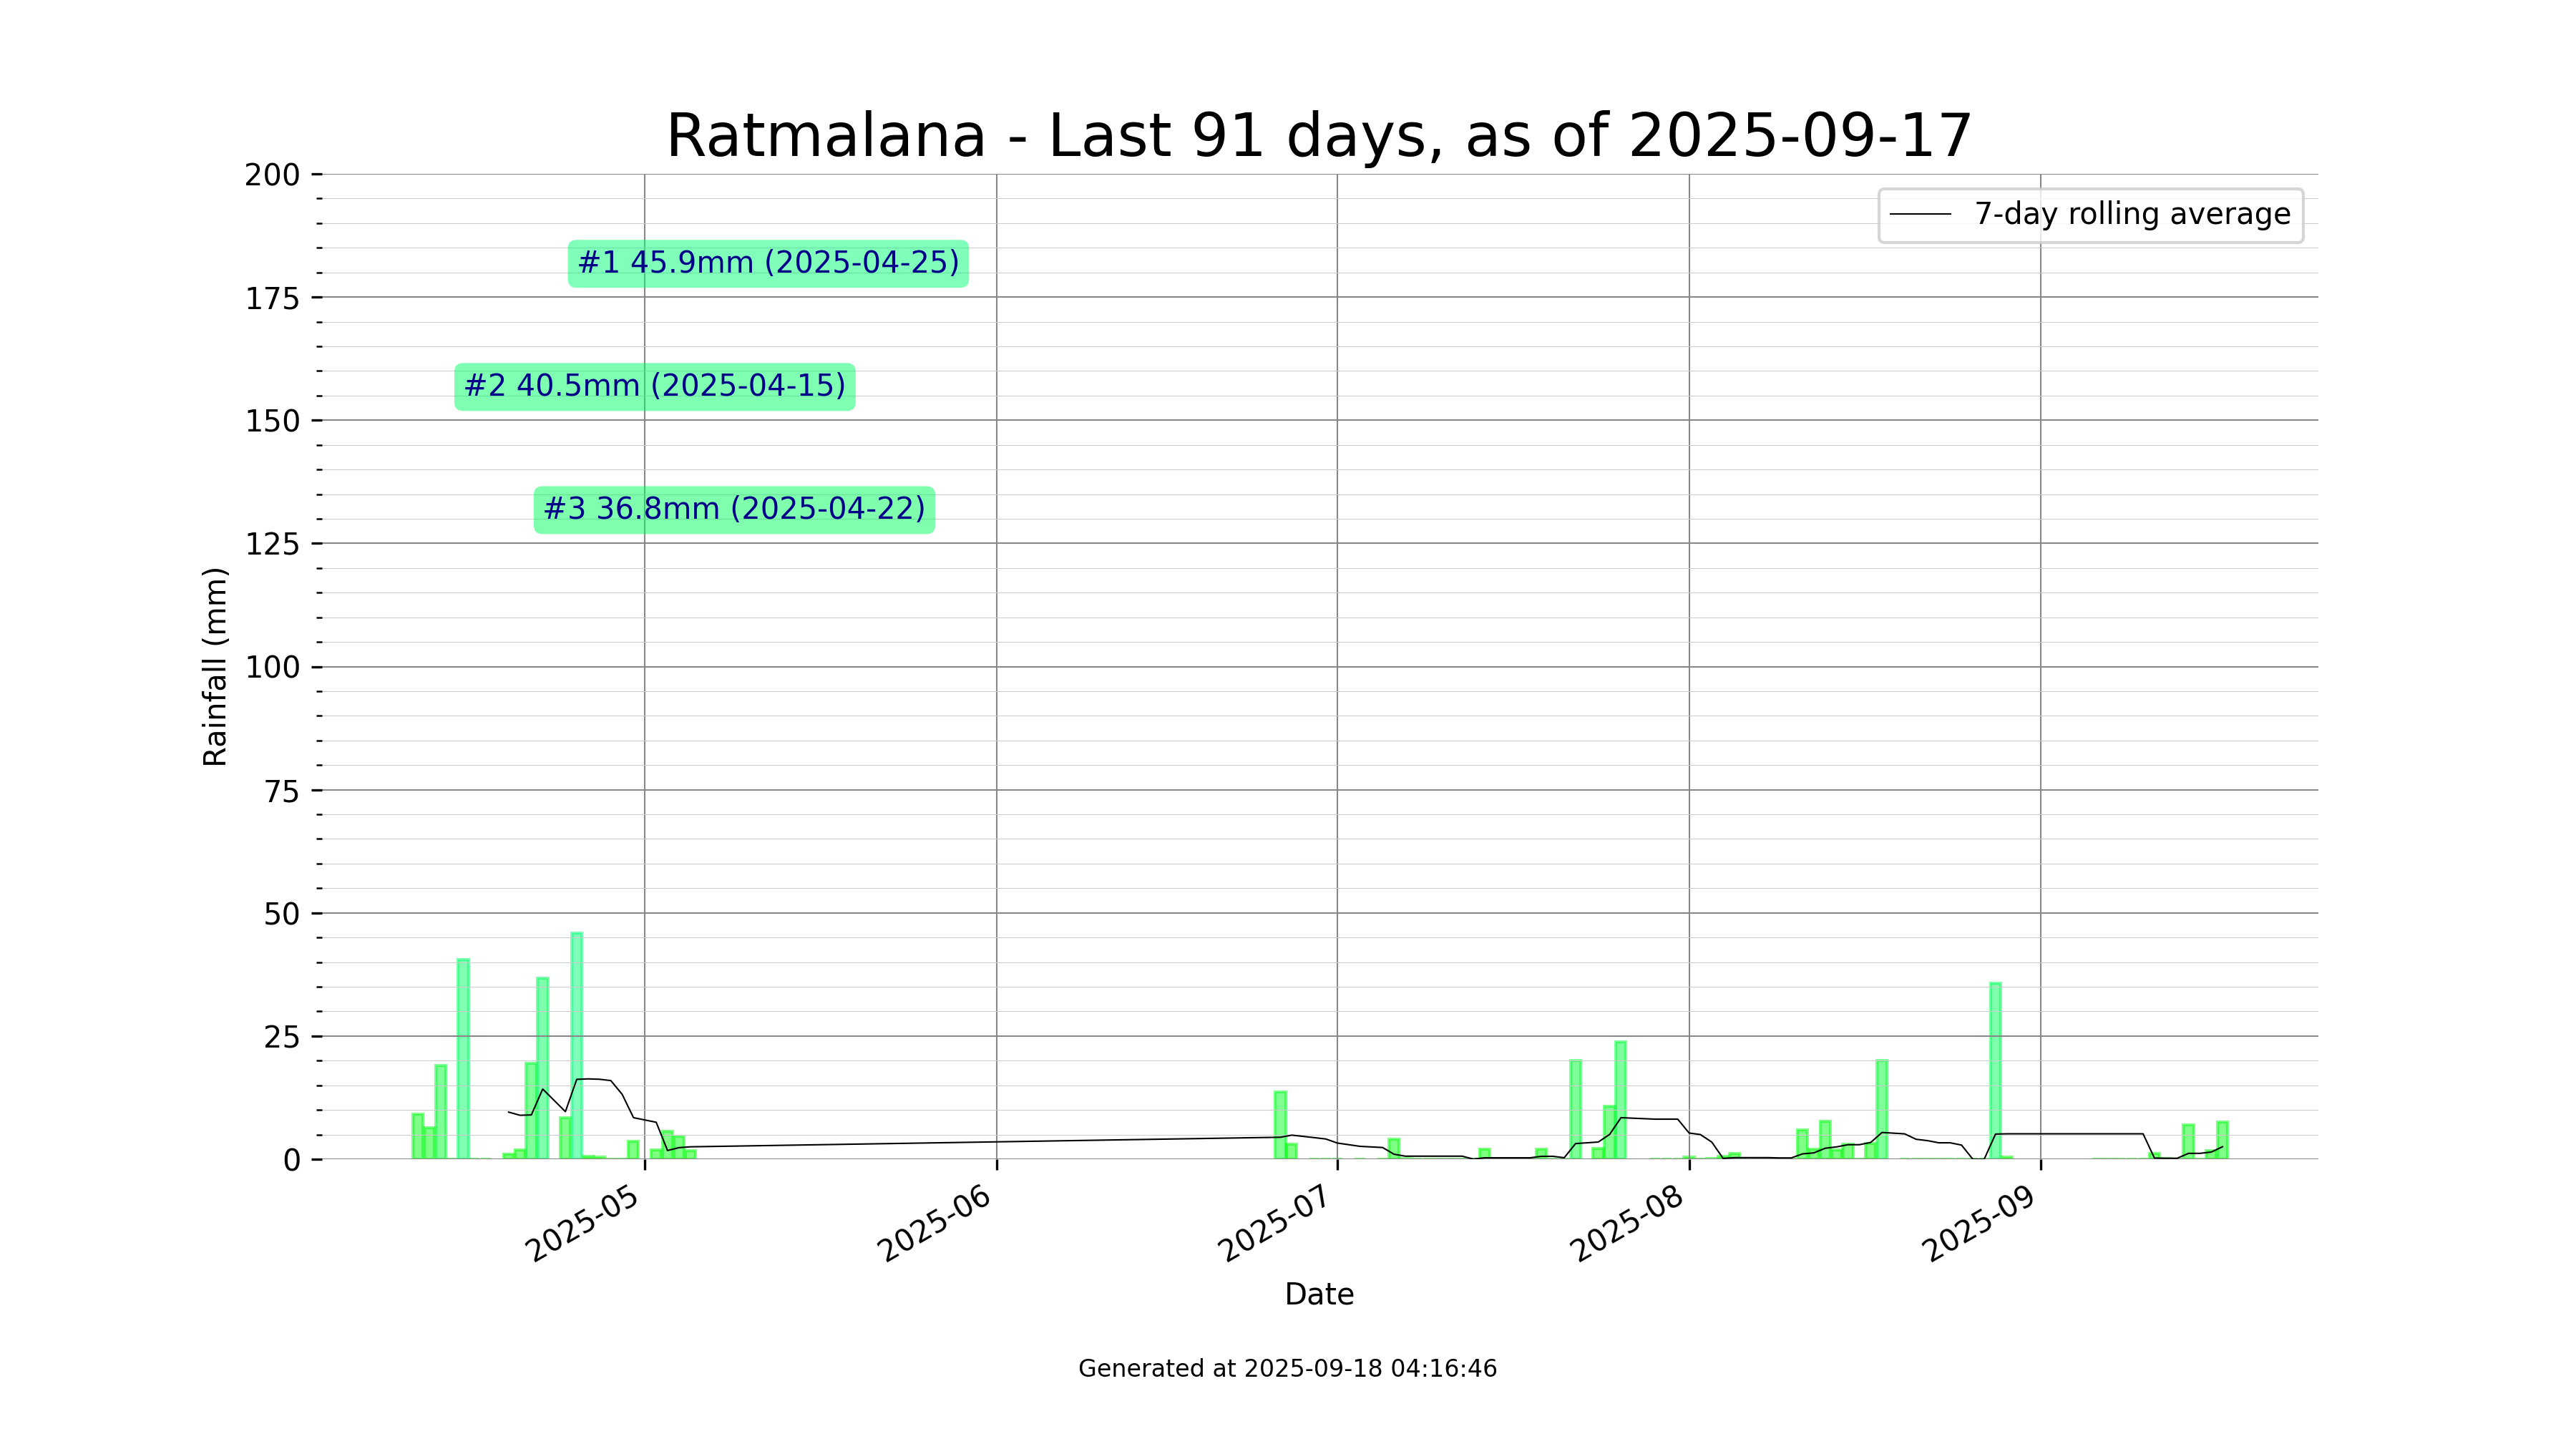 Ratmalana - Last 91 days, as of 2025-09-17
200
175
150
125
100
75
50
25
0
Rainfall (mm)
7-day rolling average
#1 45.9mm (2025-04-25)
#2 40.5mm (2025-04-15)
#3 36.8mm (2025-04-22)
2025-05
2025-06
2025-07
2025-08
2025-09
Date
Generated at 2025-09-18 04:16:46